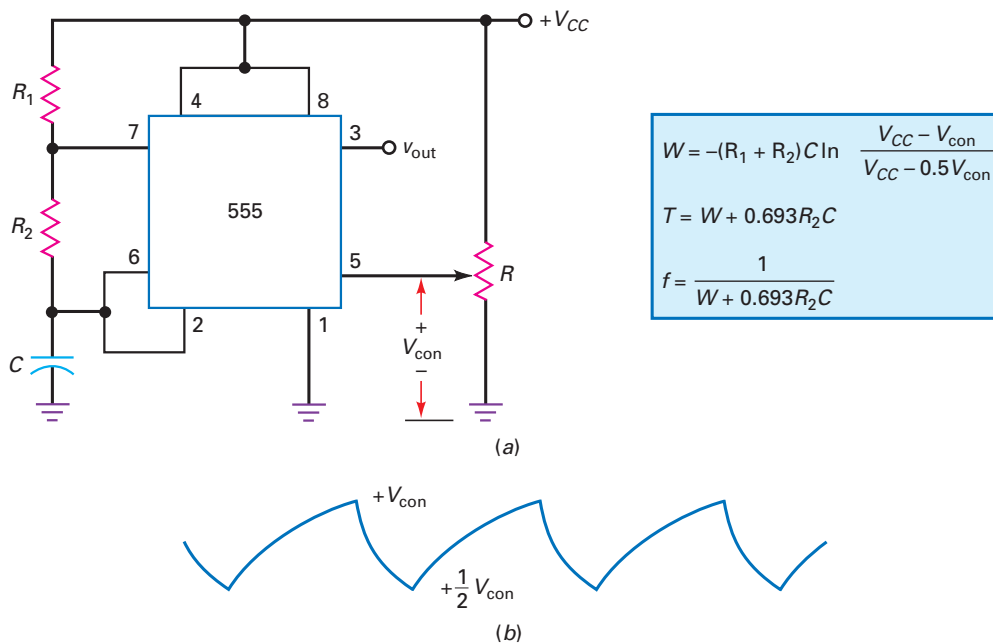 +V_CC
R_1
4 8
7 3
v_out
555
R_2
6 5
R
2 1
+
V_con
–
C
(a)
W = –(R_1 + R_2)C ln (V_CC – V_con)/(V_CC – 0.5V_con)
T = W + 0.693R_2C
f = 1/(W + 0.693R_2C)
+V_con
+1/2 V_con
(b)